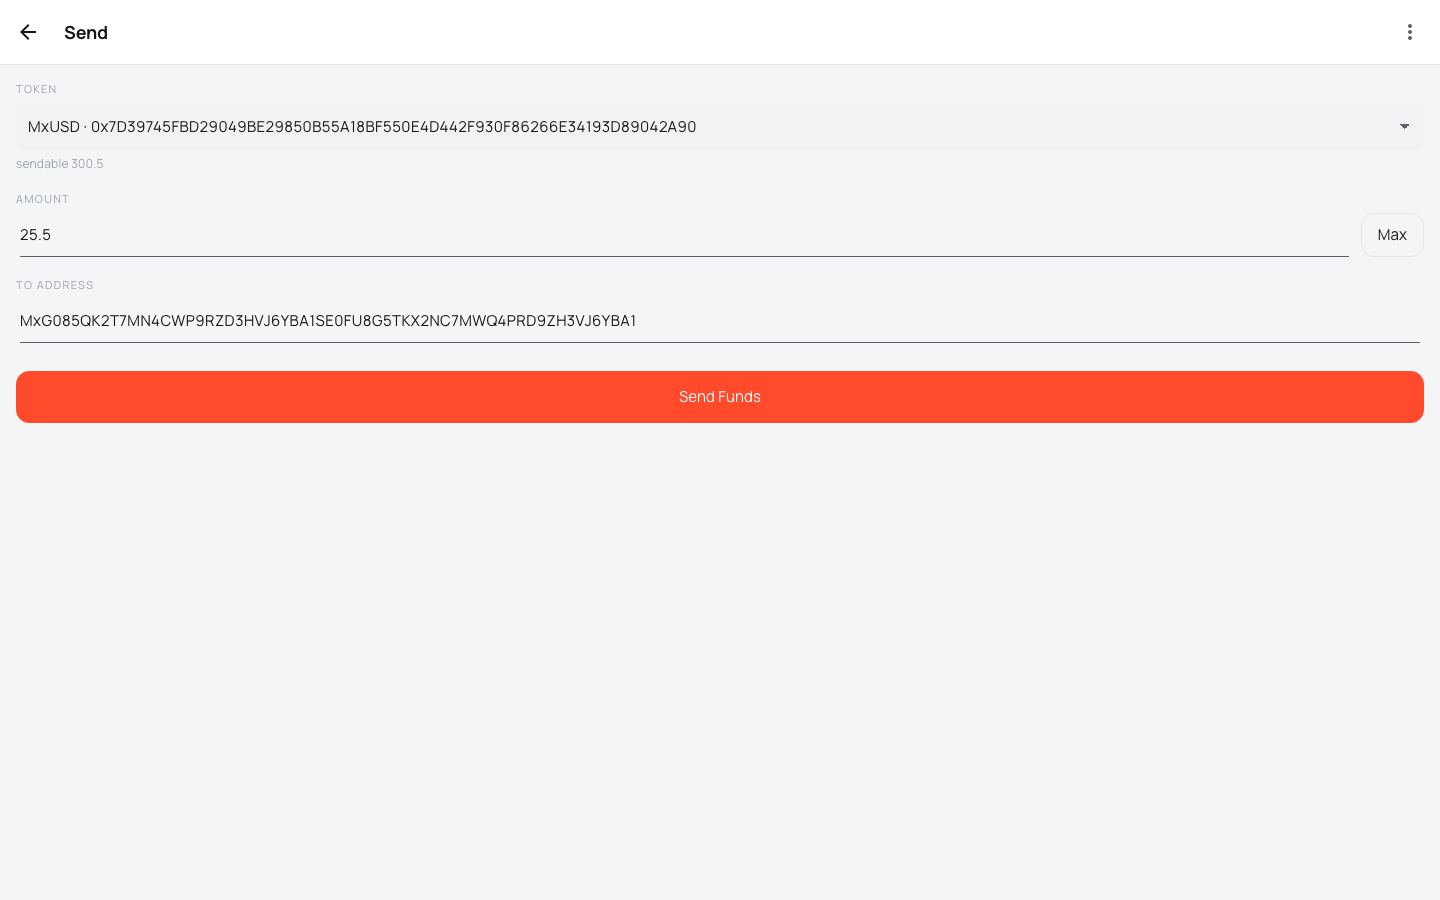 Send
TOKEN
MxUSD · 0x7D39745FBD29049BE29850B55A18BF550E4D442F930F86266E34193D89042A90
sendable 300.5
AMOUNT
25.5
Max
TO ADDRESS
MxG085QK2T7MN4CWP9RZD3HVJ6YBA1SE0FU8G5TKX2NC7MWQ4PRD9ZH3VJ6YBA1
Send Funds